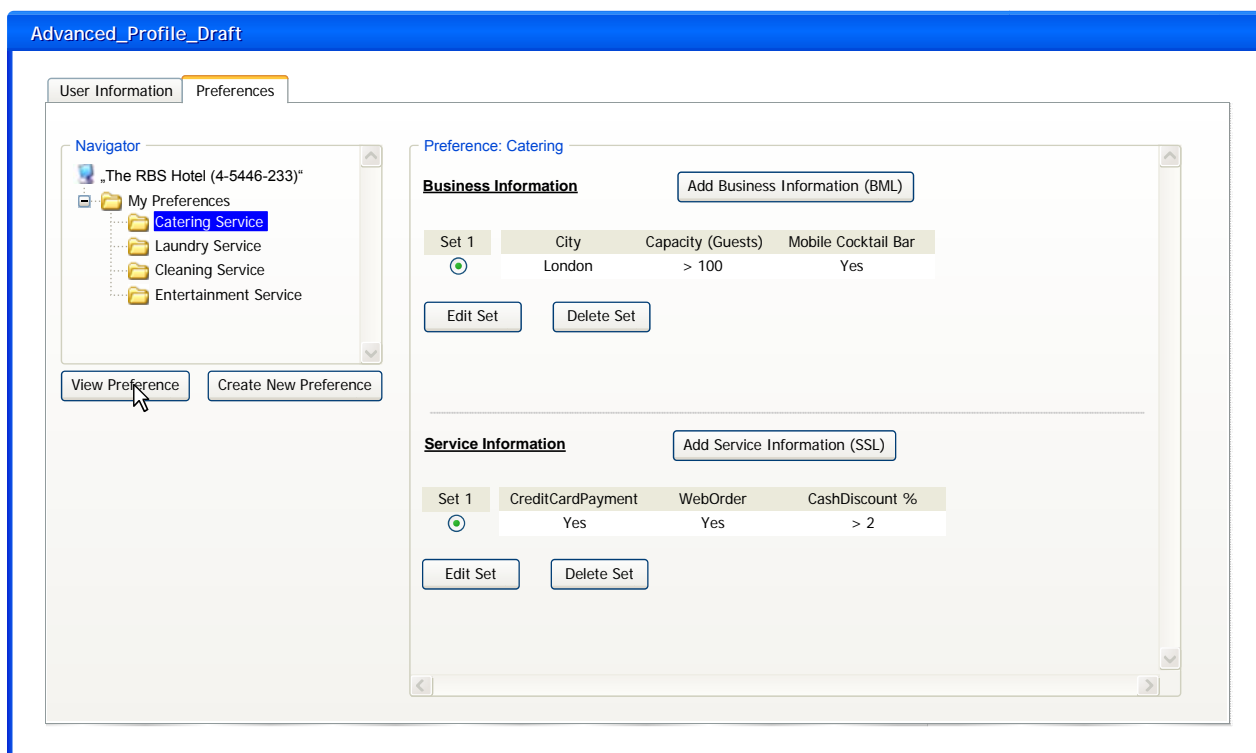 Advanced_Profile_Draft
User Information Preferences
Navigator
„The RBS Hotel (4-5446-233)“
My Preferences
Catering Service
Laundry Service
Cleaning Service
Entertainment Service
View Preference Create New Preference
Preference: Catering
Business Information Add Business Information (BML)
Set 1 City Capacity (Guests) Mobile Cocktail Bar
London > 100 Yes
Edit Set Delete Set
Service Information Add Service Information (SSL)
Set 1 CreditCardPayment WebOrder CashDiscount %
Yes Yes > 2
Edit Set Delete Set